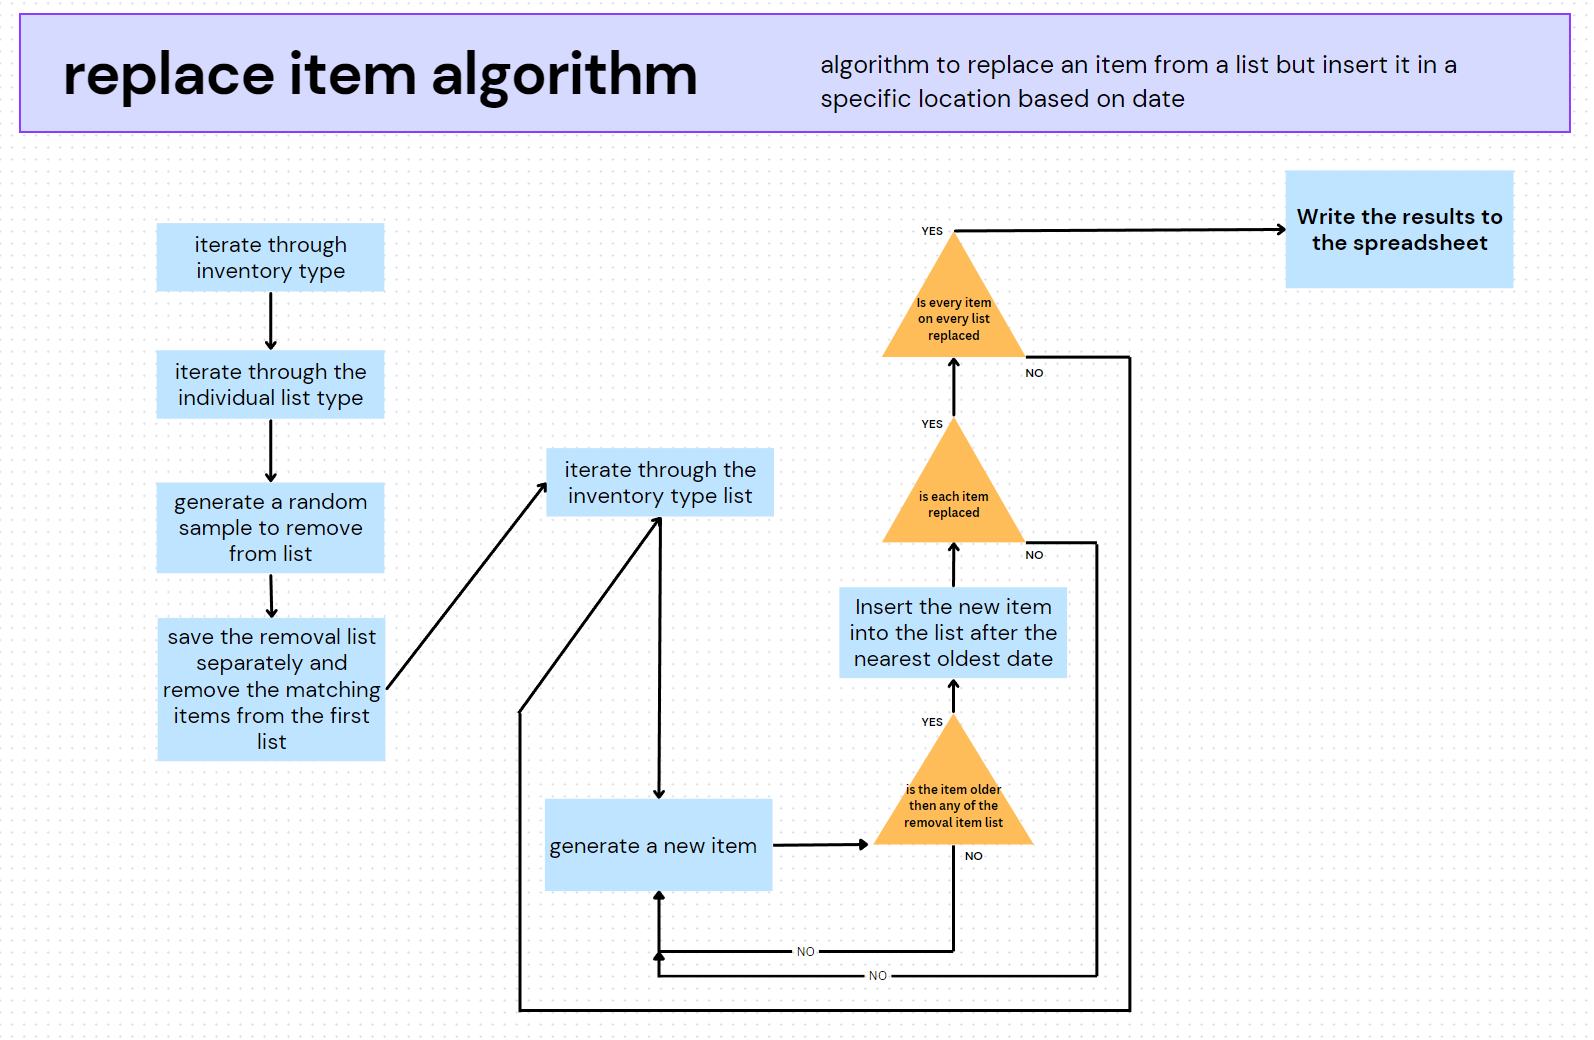 replace item algorithm
algorithm to replace an item from a list but insert it in a
specific location based on date
iterate through
inventory type
iterate through the
individual list type
generate a random
sample to remove
from list
save the removal list
separately and
remove the matching
items from the first
list
iterate through the
inventory type list
generate a new item
is the item older
then any of the
removal item list
YES
NO
NO
Insert the new item
into the list after the
nearest oldest date
is each item
replaced
YES
NO
NO
Is every item
on every list
replaced
YES
NO
Write the results to
the spreadsheet